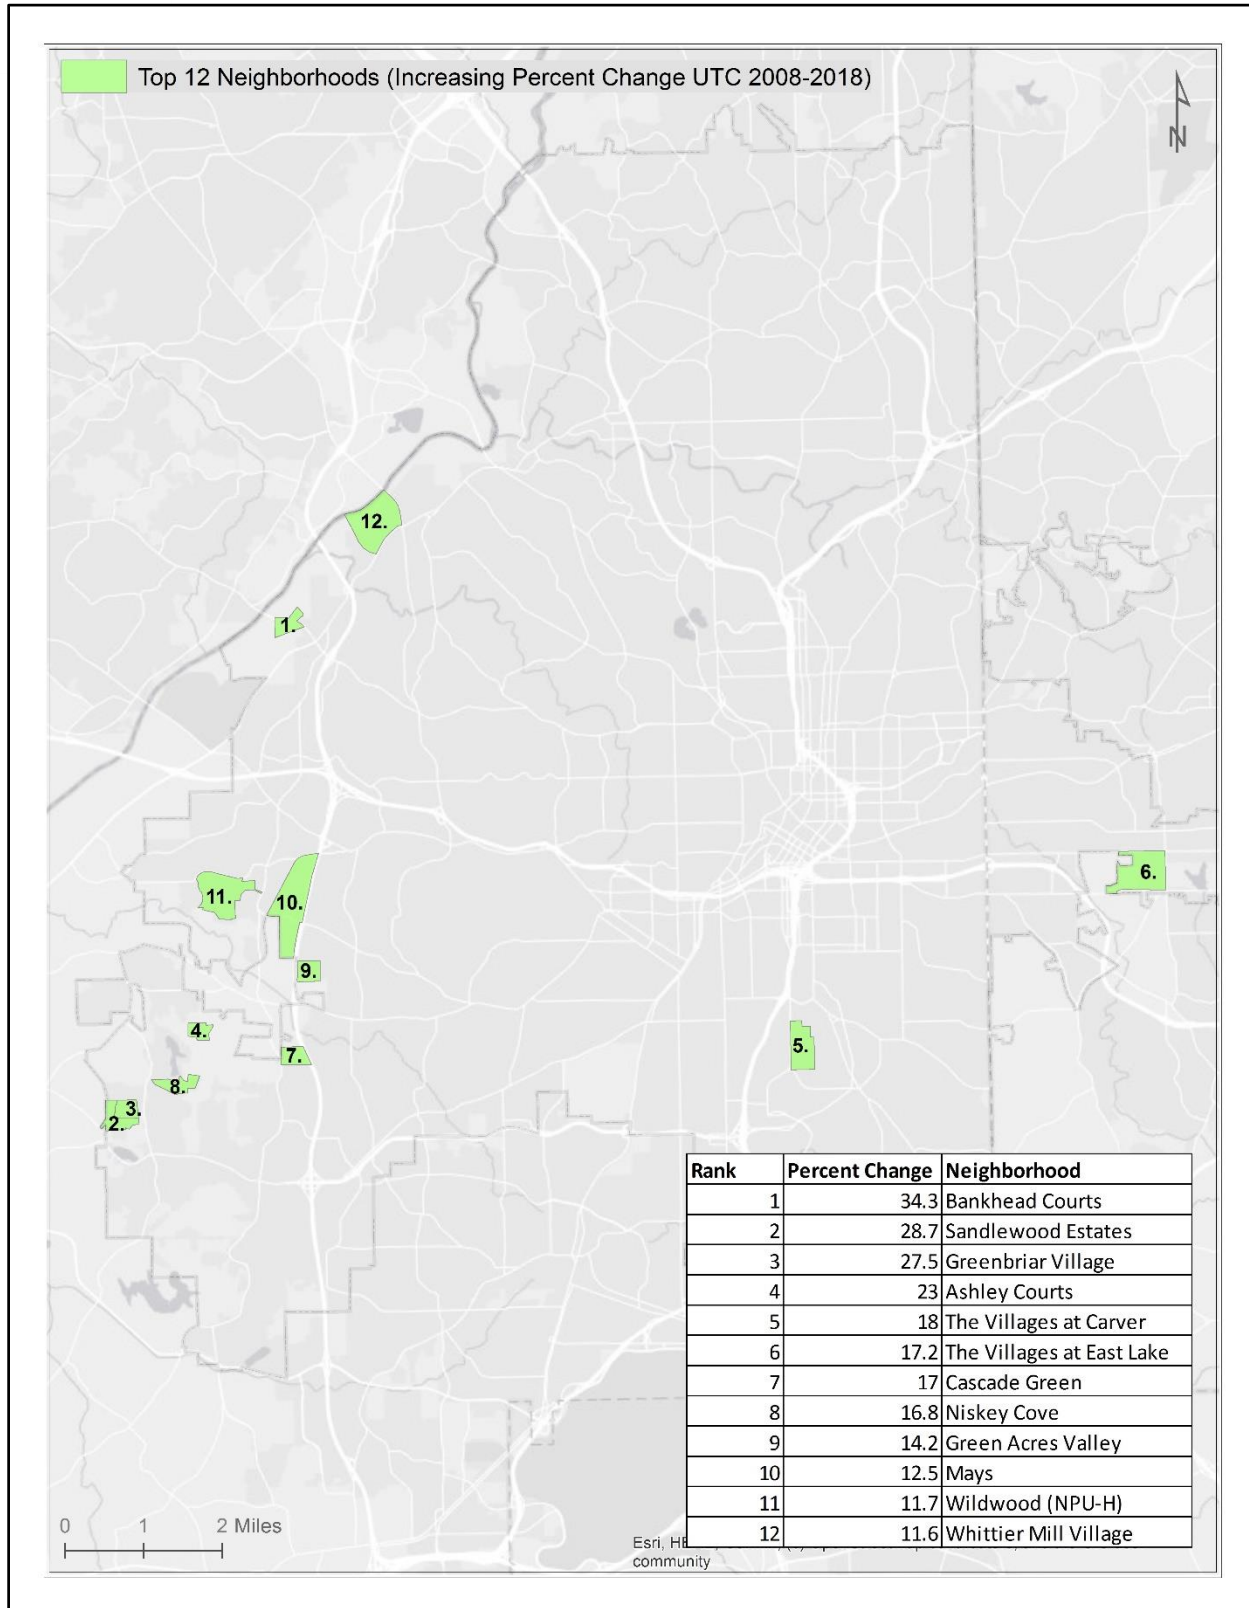 Top 12 Neighborhoods (Increasing Percent Change UTC 2008-2018)
N
12.
1.
6.
11.
10.
9.
4.
5.
7.
8.
3.
2.
Rank Percent Change Neighborhood
1 34.3 Bankhead Courts
2 28.7 Sandlewood Estates
3 27.5 Greenbriar Village
4 23 Ashley Courts
5 18 The Villages at Carver
6 17.2 The Villages at East Lake
7 17 Cascade Green
8 16.8 Niskey Cove
9 14.2 Green Acres Valley
10 12.5 Mays
11 11.7 Wildwood (NPU-H)
12 11.6 Whittier Mill Village
0 1 2 Miles
Esri,
community